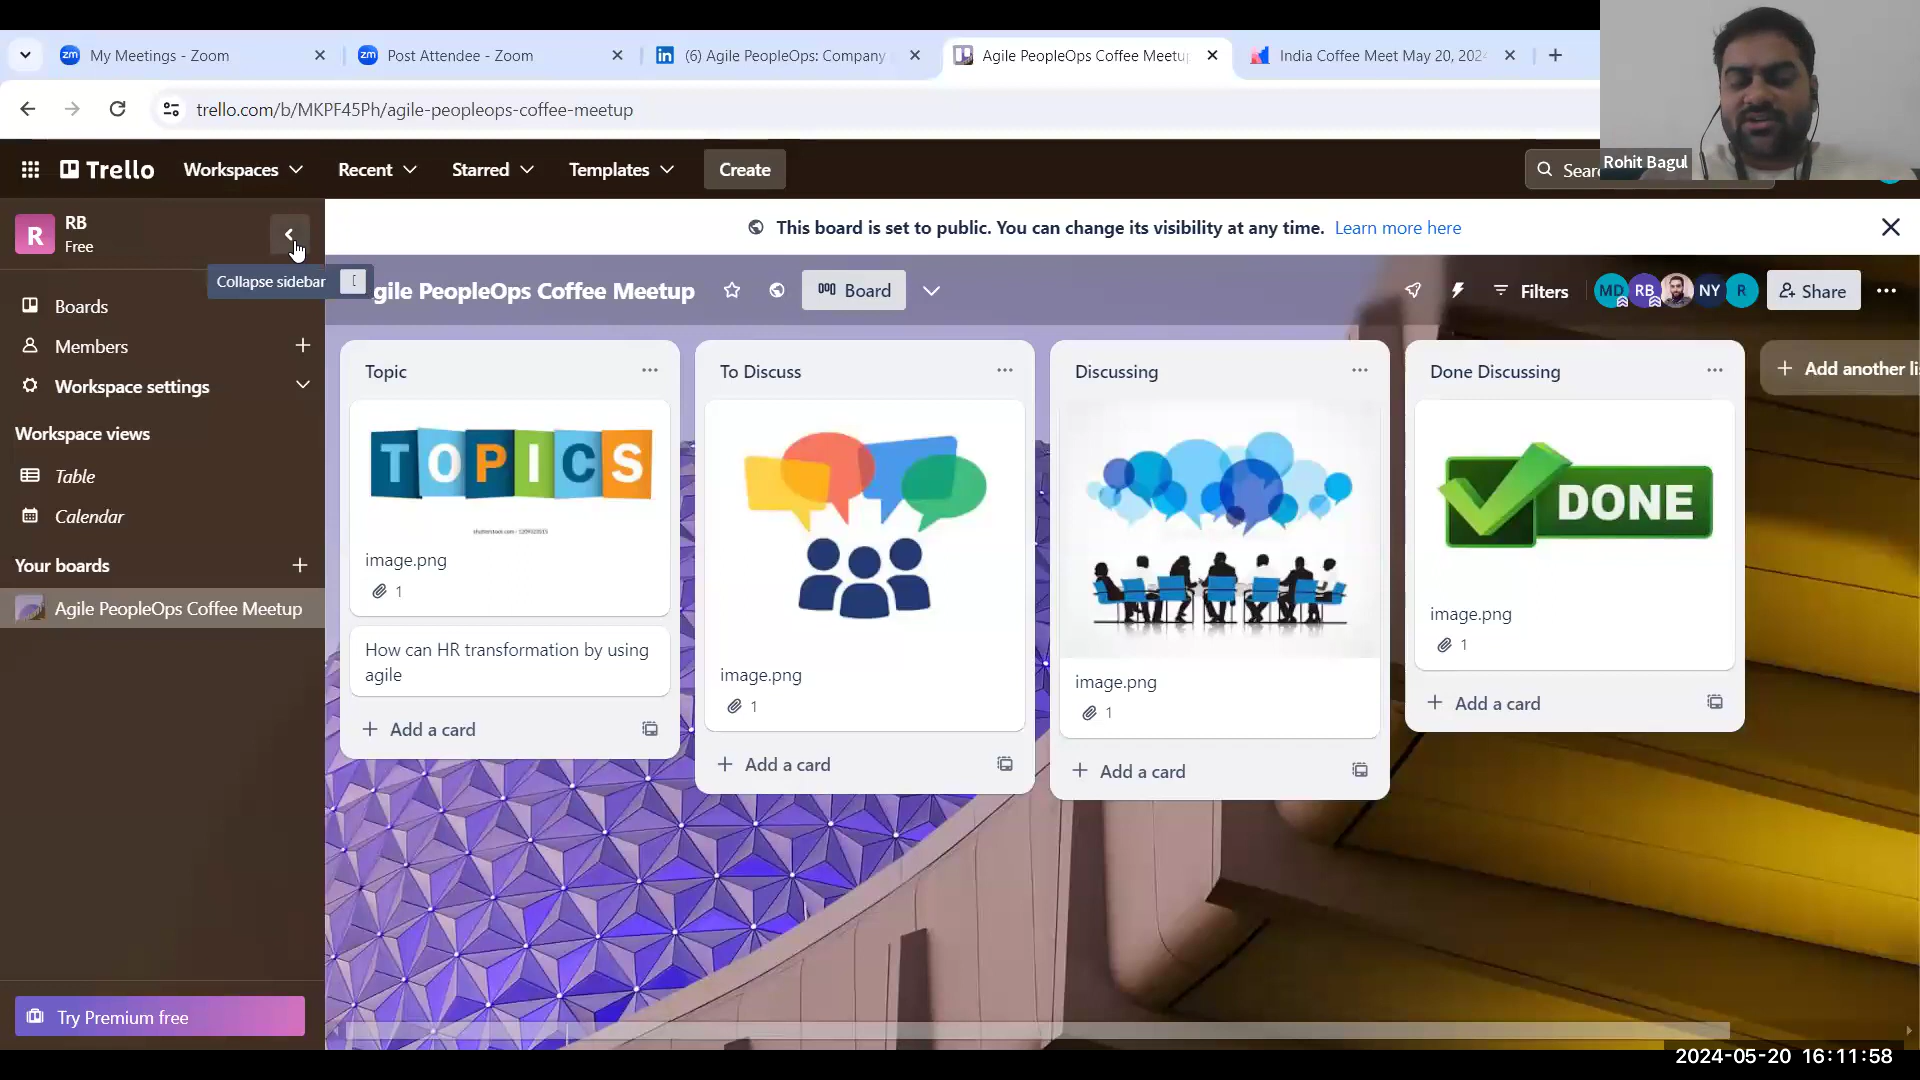 My Meetings - Zoom
Post Attendee - Zoom
(6) Agile PeopleOps: Company
Agile PeopleOps Coffee Meetup
India Coffee Meet May 20, 202
trello.com/b/MKPF45Ph/agile-peopleops-coffee-meetup
Trello
Workspaces
Recent
Starred
Templates
Create
Sear
Rohit Bagul
R
RB
Free
This board is set to public. You can change its visibility at any time. Learn more here
Collapse sidebar [
gile PeopleOps Coffee Meetup
Board
Filters
MD
RB
NY
R
Share
Boards
Members
Workspace settings
Workspace views
Table
Calendar
Your boards
Agile PeopleOps Coffee Meetup
Try Premium free
Topic
TOPICS
shutterstock.com · 1209323515
image.png
1
How can HR transformation by using
agile
Add a card
To Discuss
image.png
1
Add a card
Discussing
image.png
1
Add a card
Done Discussing
DONE
image.png
1
Add a card
Add another li
2024-05-20 16:11:58